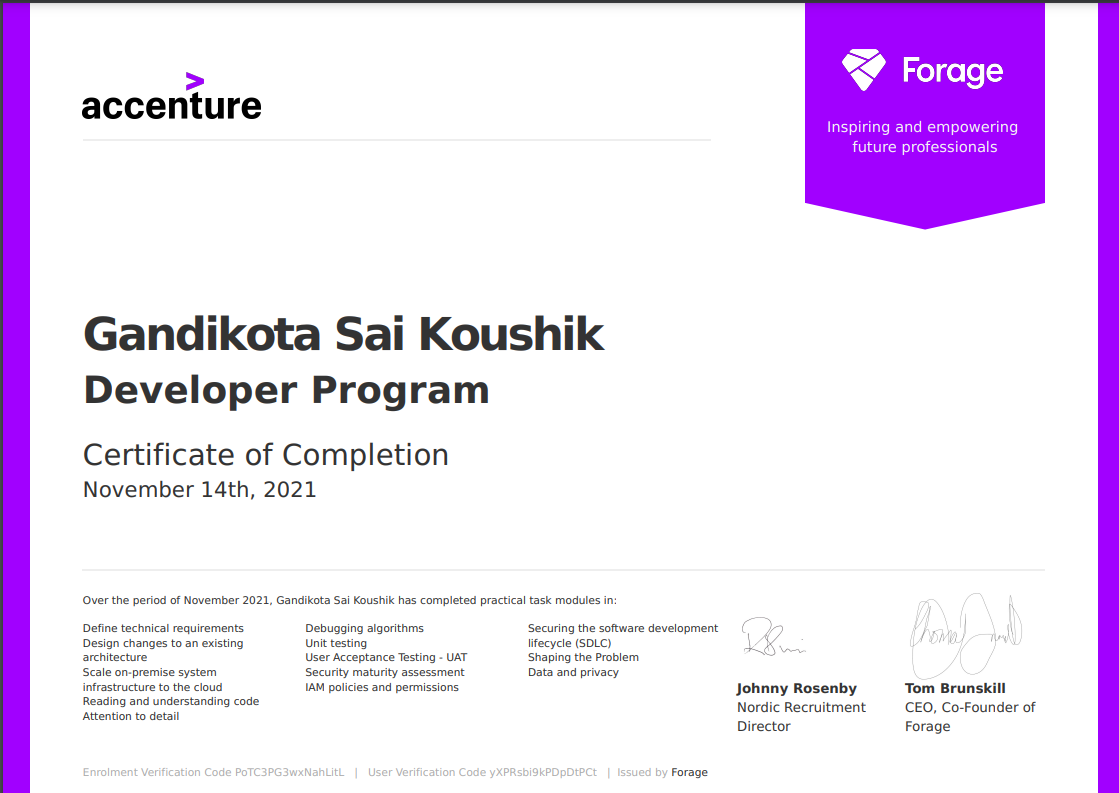 accenture
Forage
Inspiring and empowering
future professionals
Gandikota Sai Koushik
Developer Program
Certificate of Completion
November 14th, 2021
Over the period of November 2021, Gandikota Sai Koushik has completed practical task modules in:
Define technical requirements
Design changes to an existing
architecture
Scale on-premise system
infrastructure to the cloud
Reading and understanding code
Attention to detail
Debugging algorithms
Unit testing
User Acceptance Testing - UAT
Security maturity assessment
IAM policies and permissions
Securing the software development
lifecycle (SDLC)
Shaping the Problem
Data and privacy
Johnny Rosenby
Nordic Recruitment
Director
Tom Brunskill
CEO, Co-Founder of
Forage
Enrolment Verification Code PoTC3PG3wxNahLitL | User Verification Code yXPRsbi9kPDpDtPCt | Issued by Forage